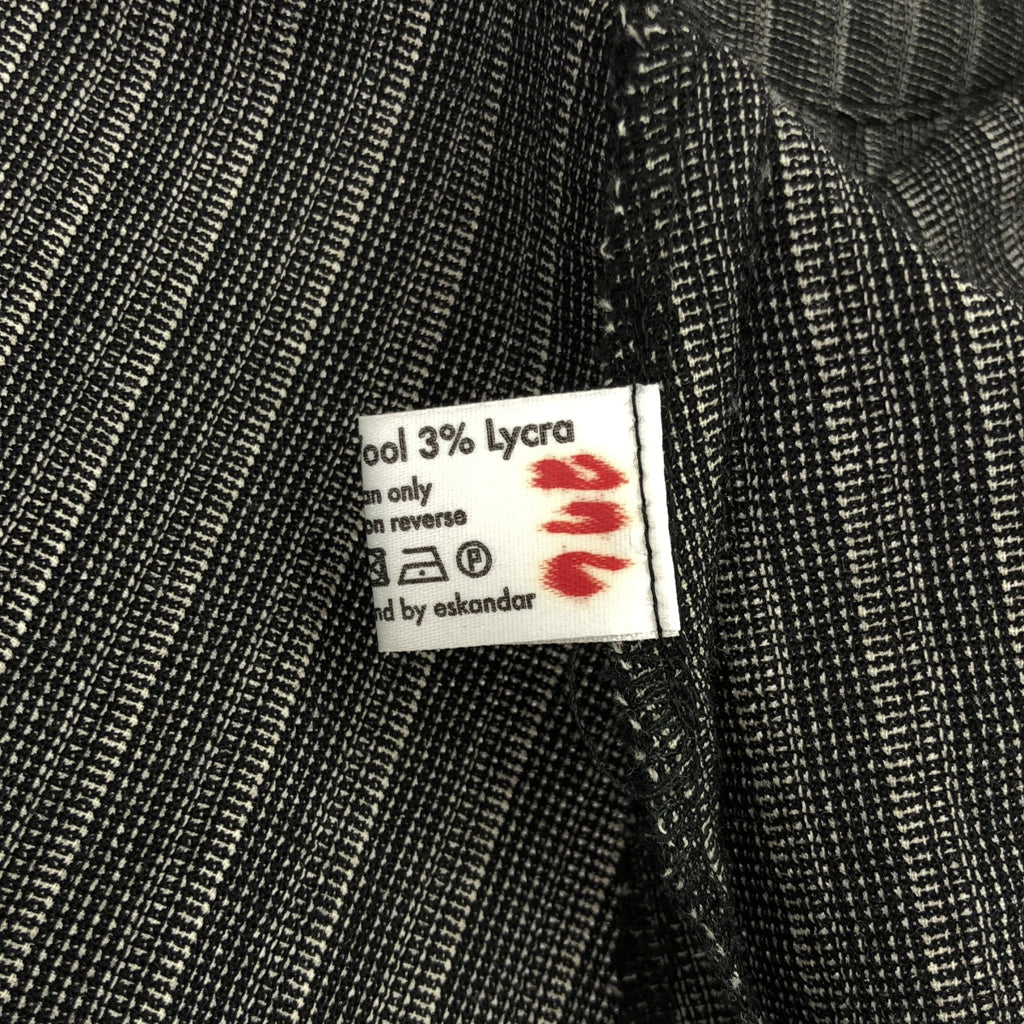 ool 3% Lycra
an only
on reverse
nd by eskandar